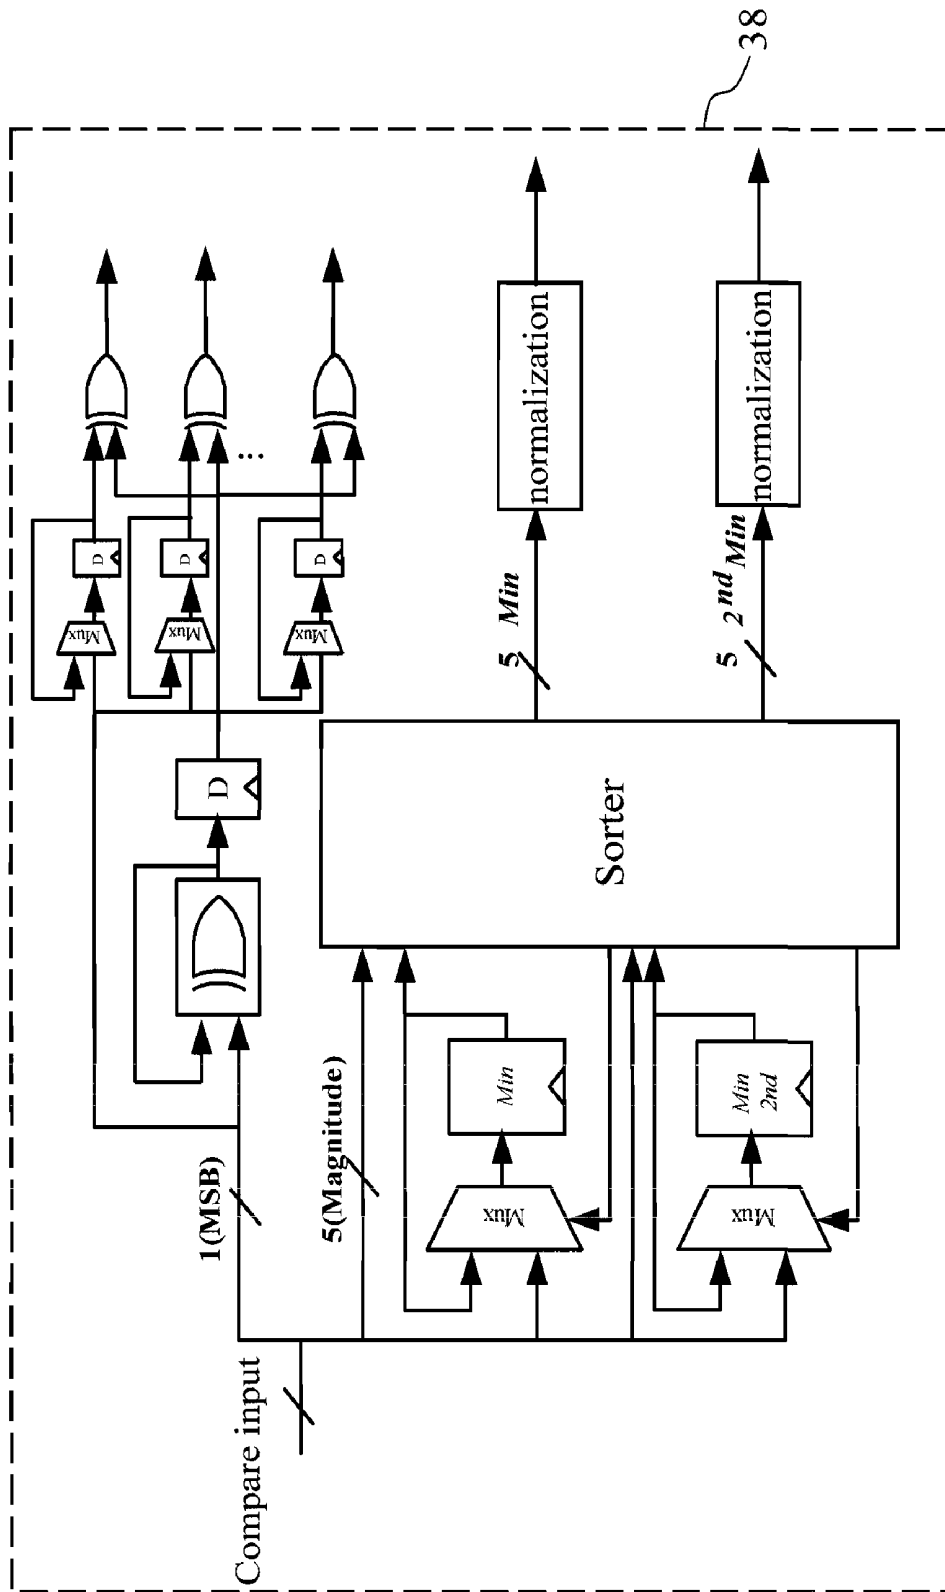 38
D
D
D
...
Mux
Mux
Mux
D
1(MSB)
5(Magnitude)
Compare input
Sorter
Min
Mux
Min
2nd
Mux
5
Min
normalization
5
2nd Min
normalization